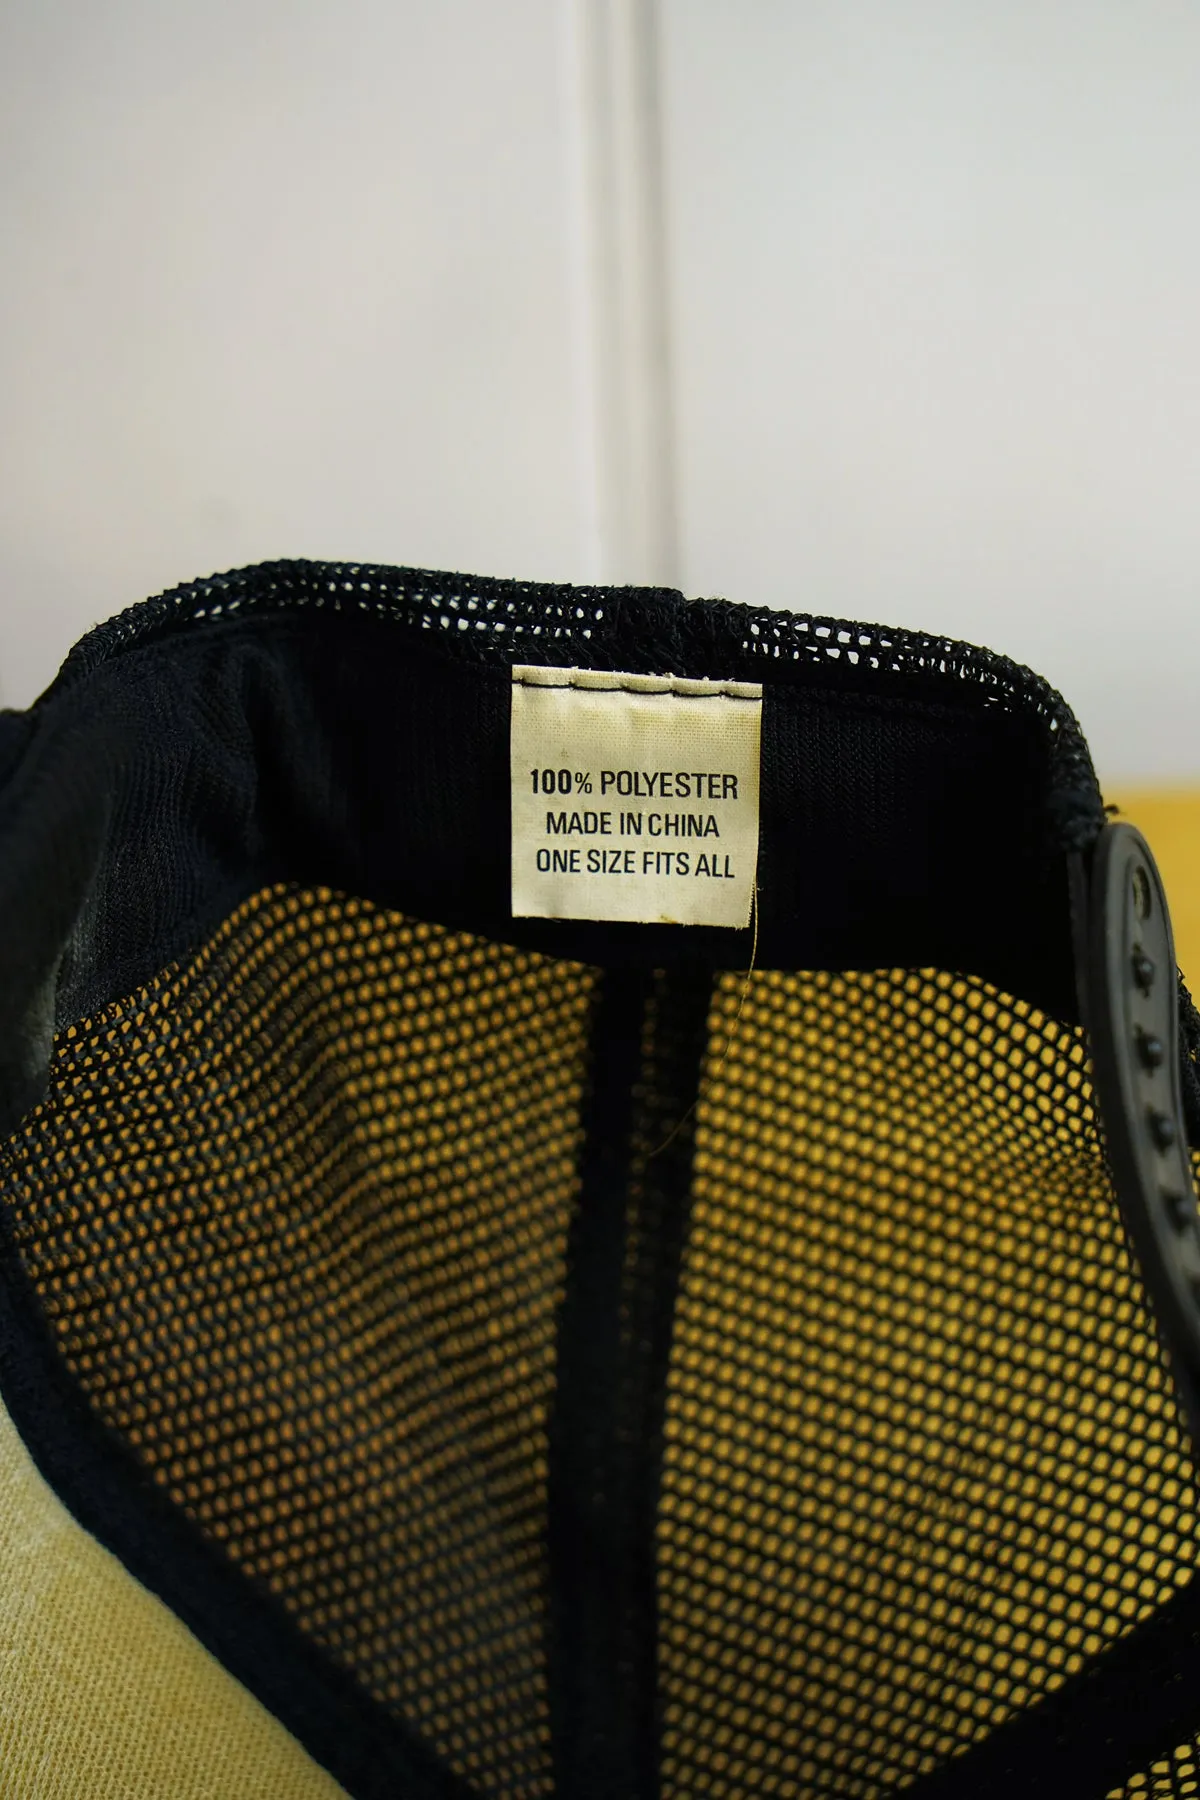 100% POLYESTER
MADE IN CHINA
ONE SIZE FITS ALL